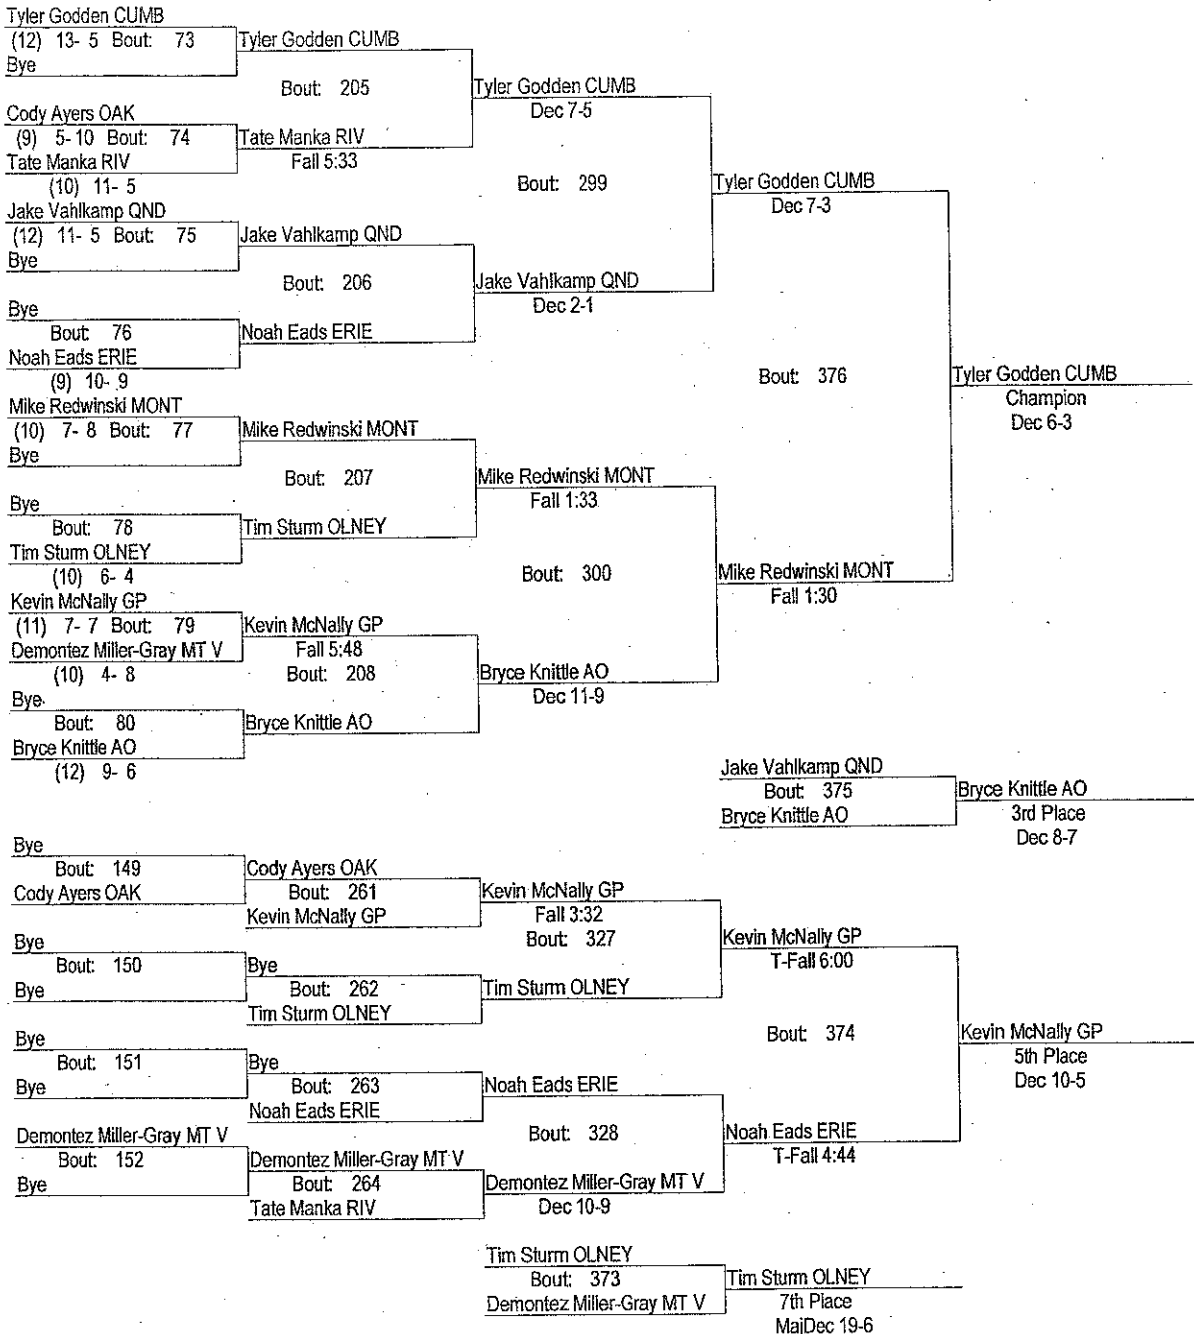 Tyler Godden CUMB
(12) 13- 5 Bout: 73
Bye
Tyler Godden CUMB
Bout: 205
Cody Ayers OAK
(9) 5-10 Bout: 74
Tate Manka RIV
(10) 11- 5
Tate Manka RIV
Fall 5:33
Tyler Godden CUMB
Dec 7-5
Bout: 299
Jake Vahlkamp QND
(12) 11- 5 Bout: 75
Bye
Jake Vahlkamp QND
Bout: 206
Bye
Bout: 76
Noah Eads ERIE
(9) 10- 9
Noah Eads ERIE
Jake Vahlkamp QND
Dec 2-1
Tyler Godden CUMB
Dec 7-3
Bout: 376
Mike Redwinski MONT
(10) 7- 8 Bout: 77
Bye
Mike Redwinski MONT
Bout: 207
Bye
Bout: 78
Tim Sturm OLNEY
(10) 6- 4
Tim Sturm OLNEY
Mike Redwinski MONT
Fall 1:33
Bout: 300
Kevin McNally GP
(11) 7- 7 Bout: 79
Demontez Miller-Gray MT V
(10) 4- 8
Kevin McNally GP
Fall 5:48
Bout: 208
Bye
Bout: 80
Bryce Knittle AO
(12) 9- 6
Bryce Knittle AO
Bryce Knittle AO
Dec 11-9
Mike Redwinski MONT
Fall 1:30
Tyler Godden CUMB
Champion
Dec 6-3
Jake Vahlkamp QND
Bout: 375
Bryce Knittle AO
Bryce Knittle AO
3rd Place
Dec 8-7
Bye
Bout: 149
Cody Ayers OAK
Cody Ayers OAK
Bout: 261
Kevin McNally GP
Kevin McNally GP
Fall 3:32
Bout: 327
Bye
Bout: 150
Bye
Bye
Bout: 262
Tim Sturm OLNEY
Tim Sturm OLNEY
Kevin McNally GP
T-Fall 6:00
Bout: 374
Bye
Bout: 151
Bye
Bye
Bout: 263
Noah Eads ERIE
Noah Eads ERIE
Bout: 328
Demontez Miller-Gray MT V
Bout: 152
Bye
Demontez Miller-Gray MT V
Bout: 264
Tate Manka RIV
Demontez Miller-Gray MT V
Dec 10-9
Noah Eads ERIE
T-Fall 4:44
Kevin McNally GP
5th Place
Dec 10-5
Tim Sturm OLNEY
Bout: 373
Demontez Miller-Gray MT V
Tim Sturm OLNEY
7th Place
MajDec 19-6